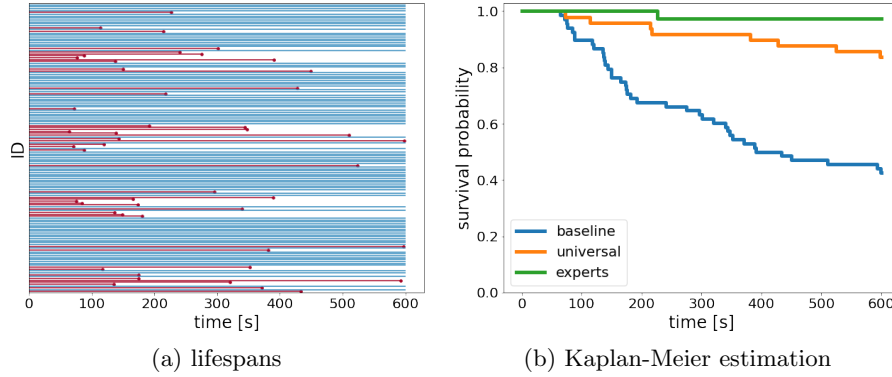 ID
0
100
200
300
400
500
600
time [s]
(a) lifespans
survival probability
1.0
0.8
0.6
0.4
0.2
0.0
baseline
universal
experts
0
200
300
400
500
600
100
time [s]
(b) Kaplan-Meier estimation